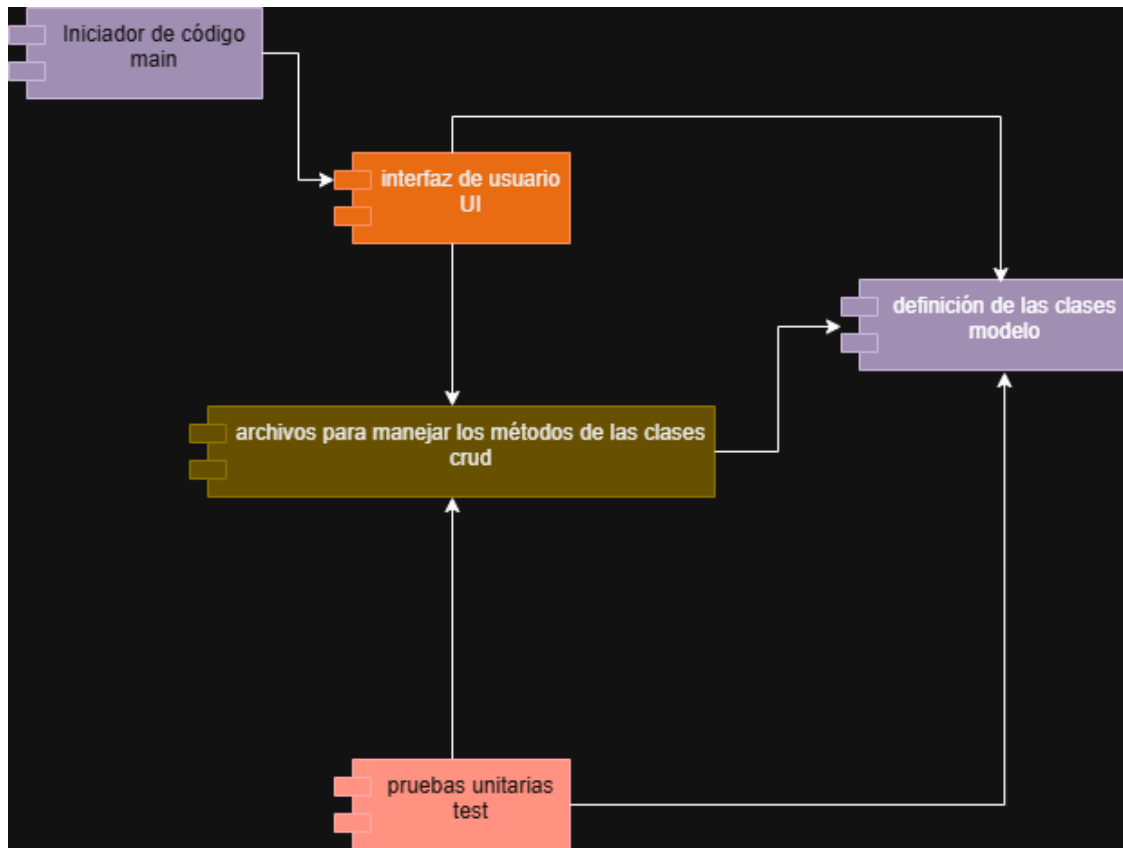 Iniciador de código
main
interfaz de usuario
UI
definición de las clases
modelo
archivos para manejar los métodos de las clases
crud
pruebas unitarias
test